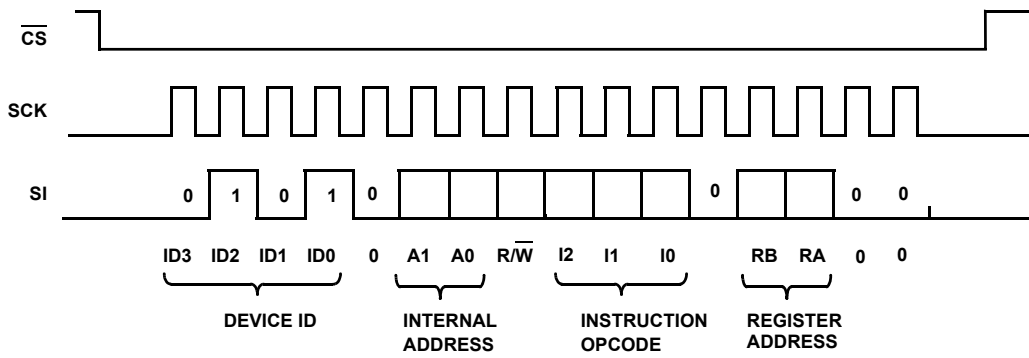 CS
SCK
SI
0 1 0 1 0 0 0 0
ID3 ID2 ID1 ID0 0 A1 A0 R/W I2 I1 I0 RB RA 0 0
DEVICE ID
INTERNAL
ADDRESS
INSTRUCTION
OPCODE
REGISTER
ADDRESS